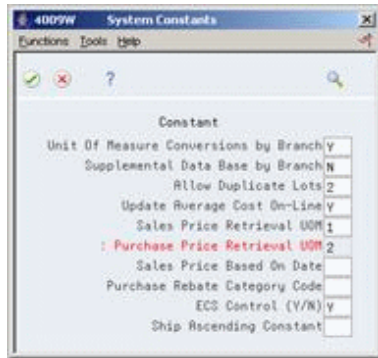 4009W System Constants
Functions Tools Help
?
Constant
Unit Of Measure Conversions by Branch Y
Supplemental Data Base by Branch N
Allow Duplicate Lots 2
Update Average Cost On-Line Y
Sales Price Retrieval UOM 1
: Purchase Price Retrieval UOM 2
Sales Price Based On Date
Purchase Rebate Category Code
ECS Control (Y/N) Y
Ship Ascending Constant